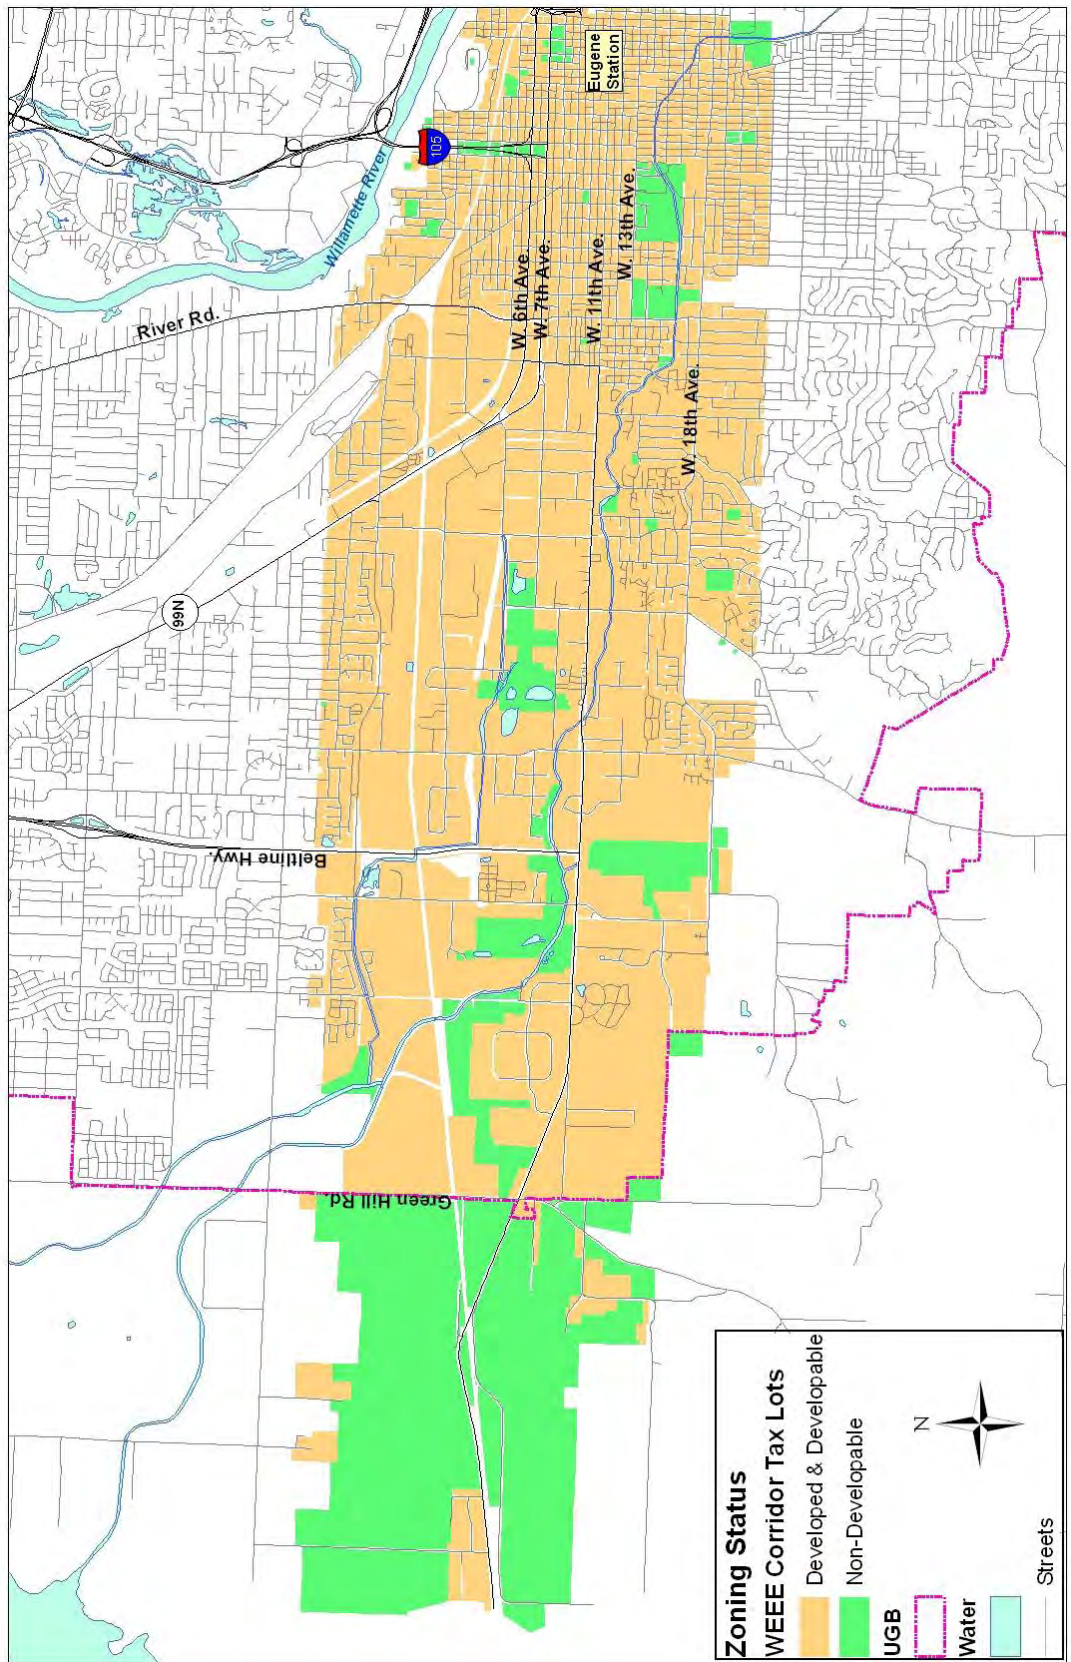 Eugene
Station
105
Willamette River
W. 13th Ave.
W. 6th Ave.
W. 7th Ave.
W. 11th Ave.
River Rd.
W. 18th Ave.
99N
Beltline Hwy.
Green Hill Rd
Zoning Status
WEEE Corridor Tax Lots
Developed & Developable
Non-Developable
UGB
Water
Streets
N